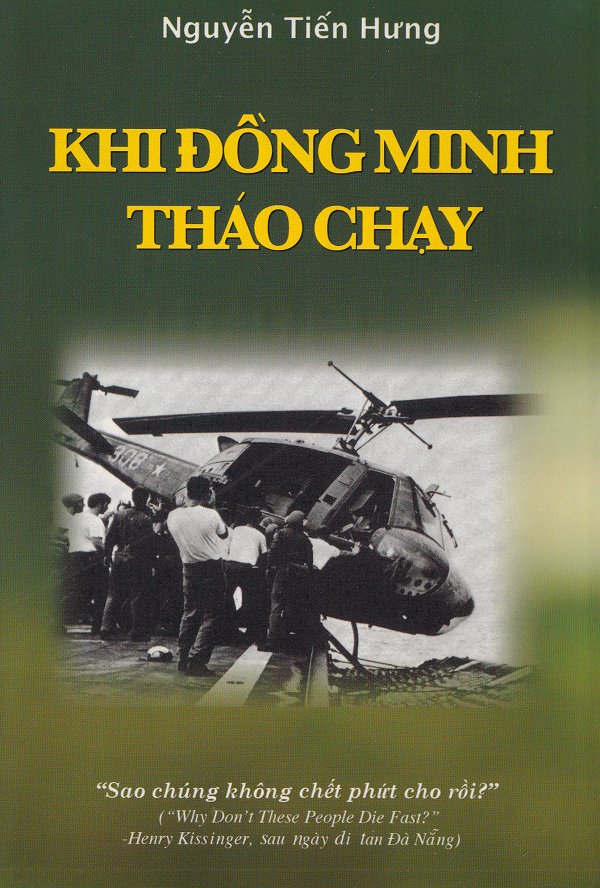 Nguyễn Tiến Hưng
KHI ĐỒNG MINH
THÁO CHẠY
308
“Sao chúng không chết phứt cho rồi?”
(“Why Don't These People Die Fast?”
-Henry Kissinger, sau ngày di tản Đà Nẵng)